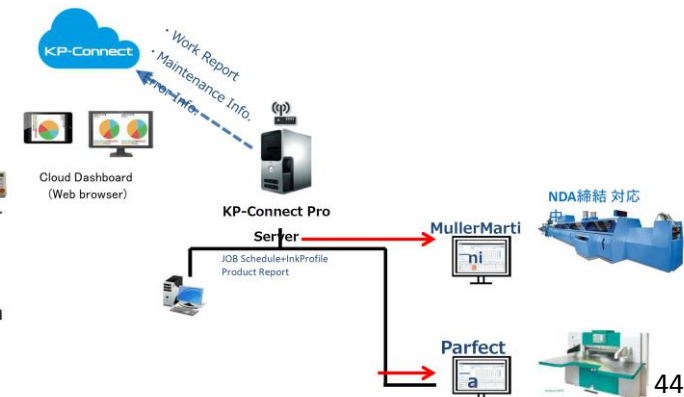 KP-Connect
・Work Report
・Maintenance Info.
Error Info.
Cloud Dashboard
(Web browser)
KP-Connect Pro
Server
JOB Schedule+InkProfile
Product Report
MullerMarti
ni
NDA締結 対応
中
Parfect
a
44